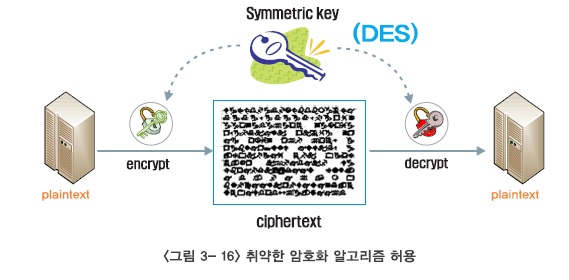 Symmetric key
(DES)
encrypt
decrypt
plaintext
plaintext
ciphertext
<그림 3- 16> 취약한 암호화 알고리즘 허용